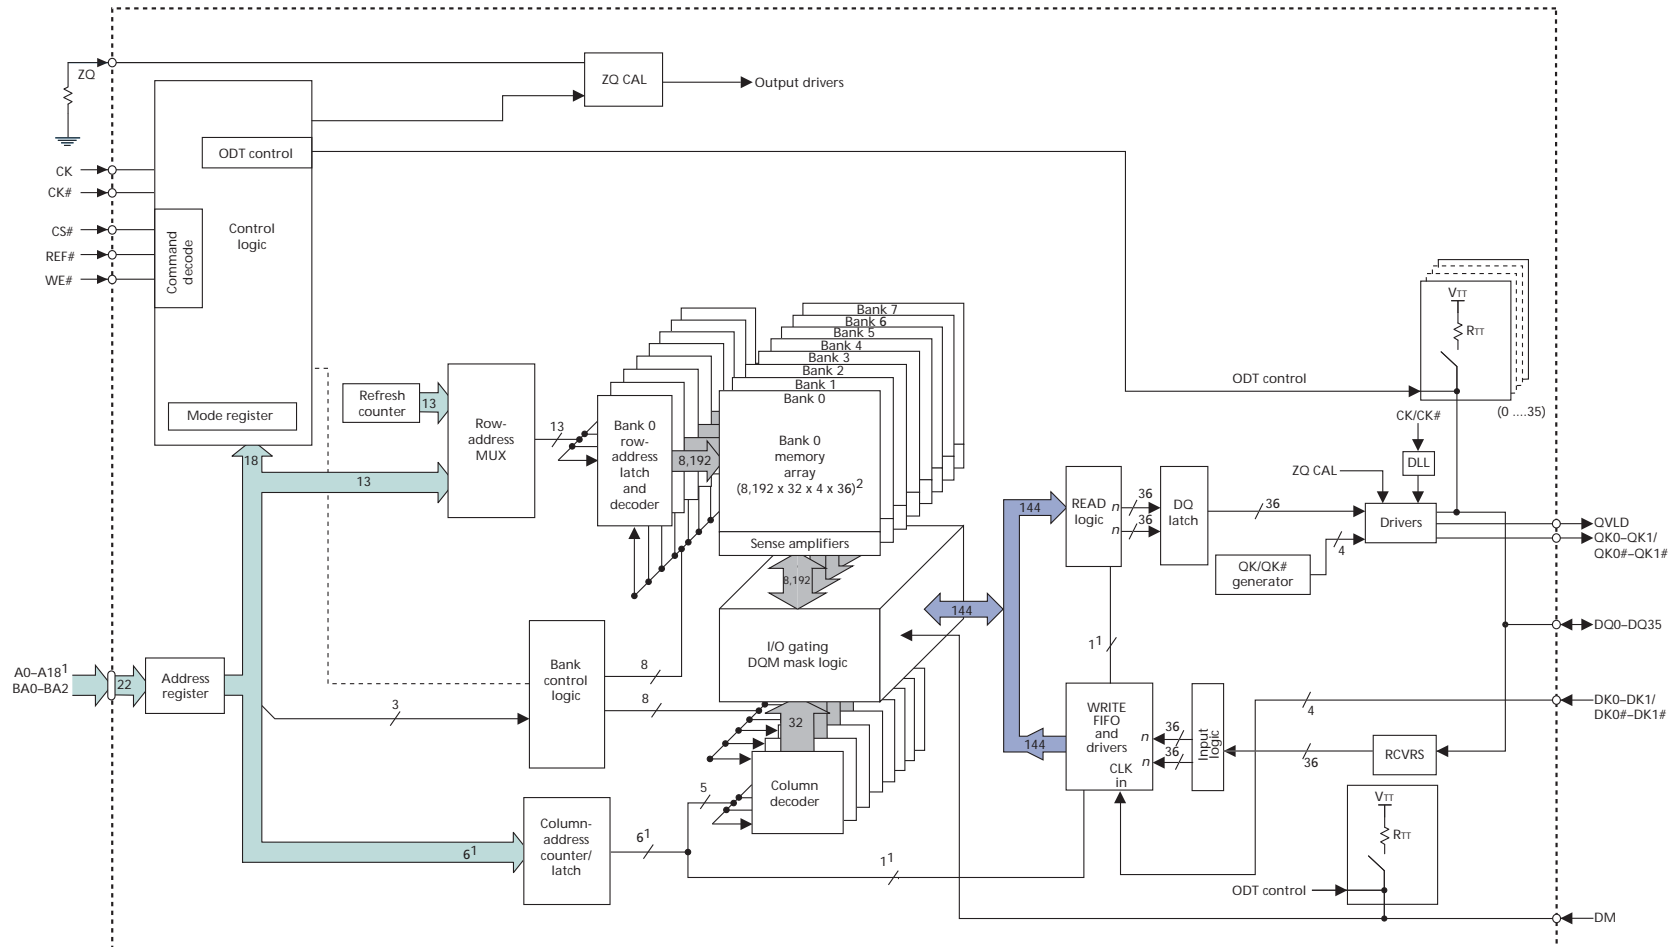 ZQ
ZQ CAL
Output drivers
ODT control
CK
CK#
CS#
REF#
WE#
Command
decode
Control
logic
Mode register
Bank 7
Bank 6
Bank 5
Bank 4
Bank 3
Bank 2
Bank 1
Bank 0
VTT
RTT
ODT control
(0 ....35)
CK/CK#
DLL
ZQ CAL
Refresh
counter
13
Row-
address
MUX
13
Bank 0
row-
address
latch
and
decoder
8,192
Bank 0
memory
array
(8,192 x 32 x 4 x 36)2
Sense amplifiers
18
13
8,192
144
READ
logic
n
36
n
36
DQ
latch
36
Drivers
4
QK/QK#
generator
QVLD
QK0–QK1/
QK0#–QK1#
144
I/O gating
DQM mask logic
DQ0–DQ35
11
A0–A181
BA0–BA2
22
Address
register
3
Bank
control
logic
8
8
32
144
WRITE
FIFO
and
drivers
CLK
in
n
36
n
36
Input
logic
36
RCVRS
4
DK0–DK1/
DK0#–DK1#
5
Column
decoder
61
Column-
address
counter/
latch
61
11
VTT
RTT
ODT control
DM